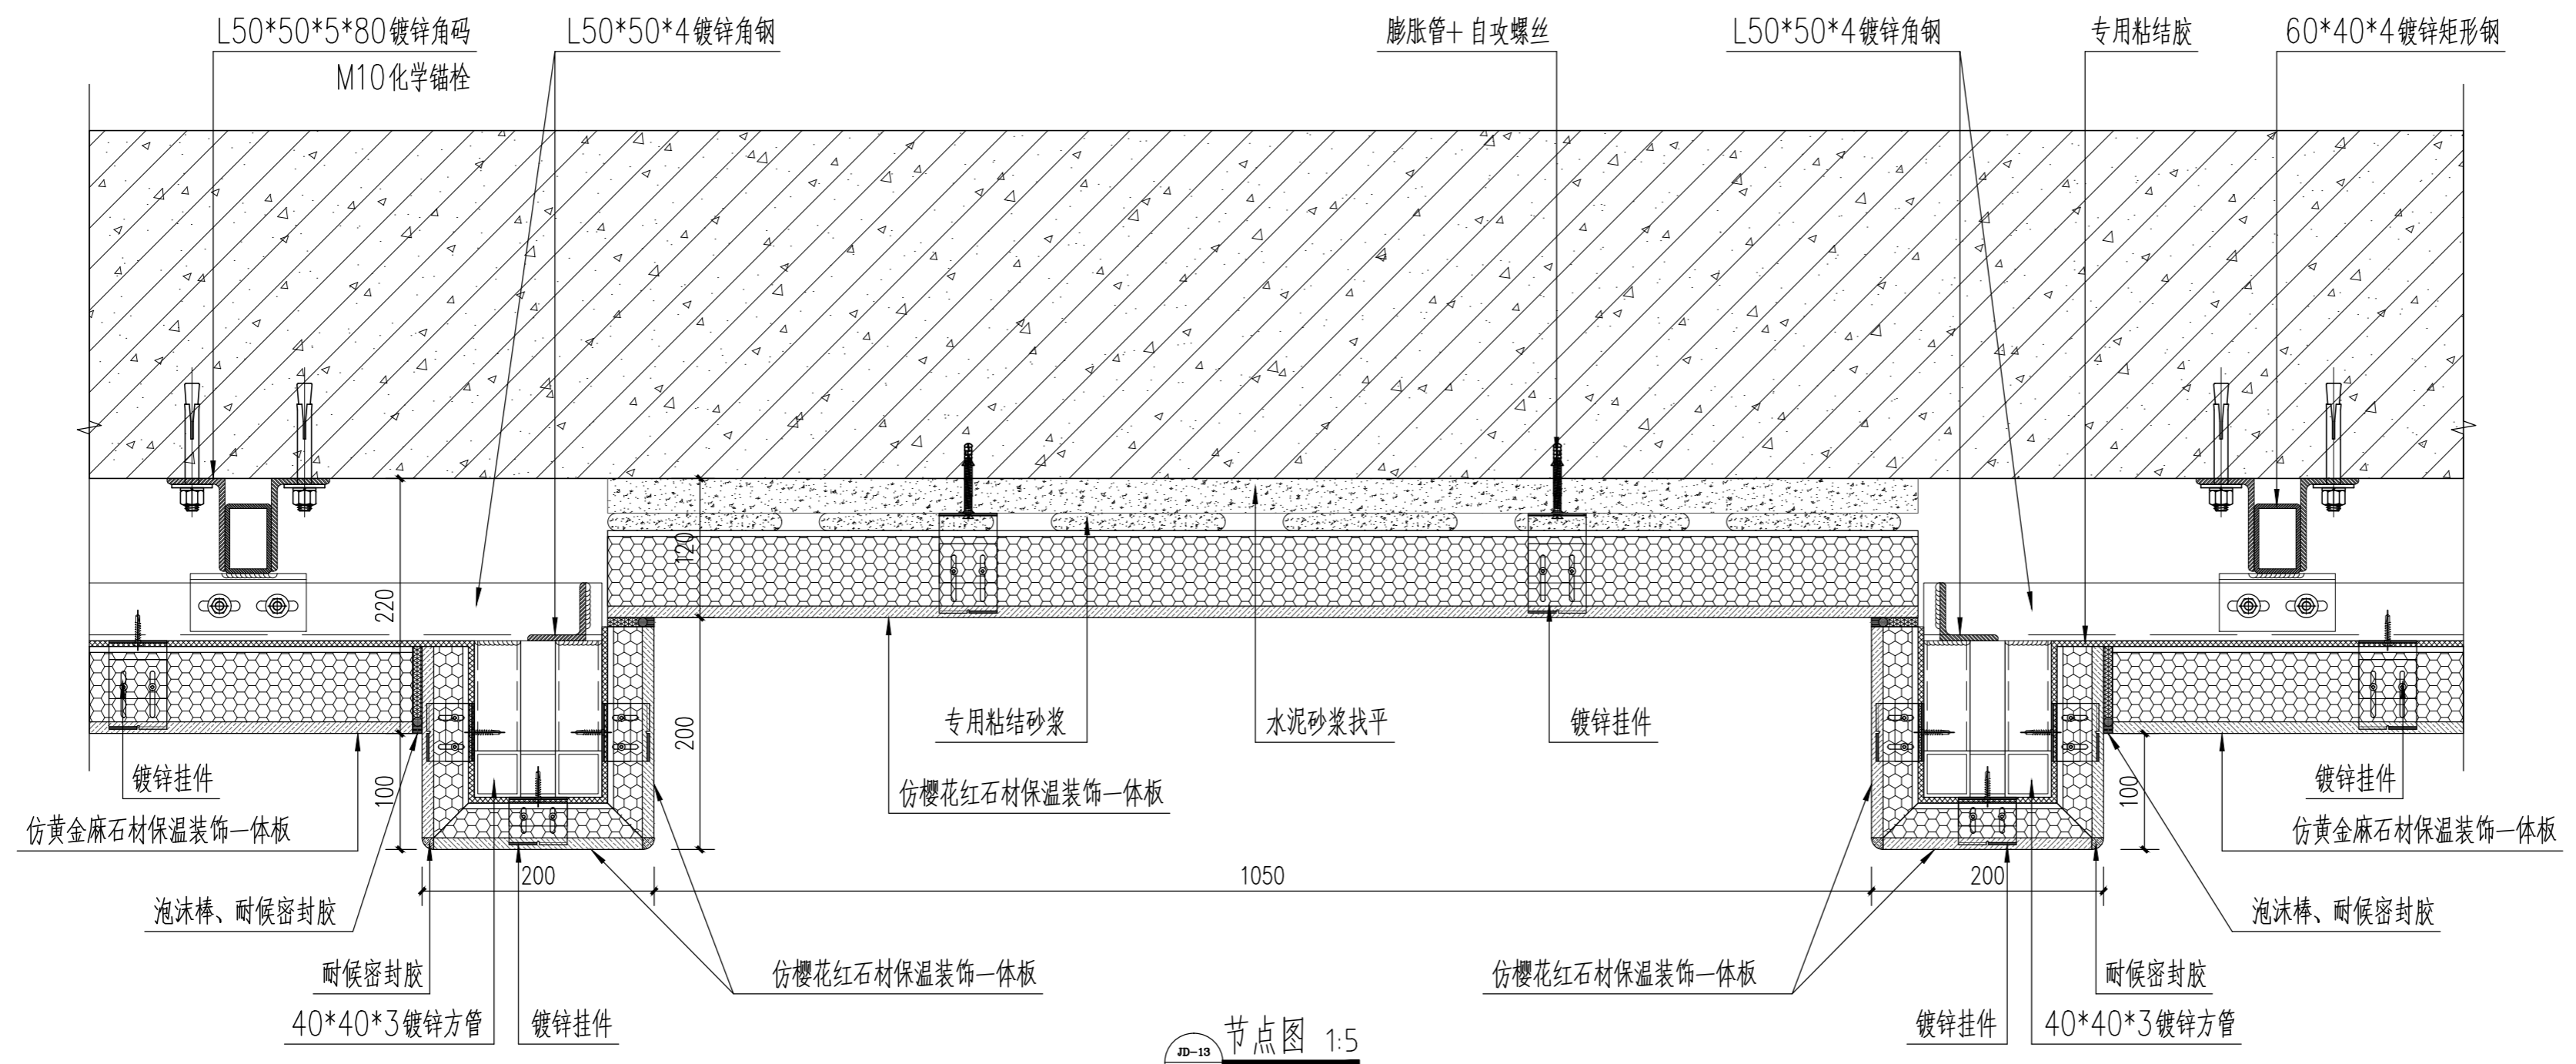 L50*50*5*80镀锌角码
M10化学锚栓
L50*50*4镀锌角钢
膨胀管+自攻螺丝
L50*50*4镀锌角钢
专用粘结胶
60*40*4镀锌矩形钢
120
220
200
100
100
专用粘结砂浆
水泥砂浆找平
镀锌挂件
镀锌挂件
镀锌挂件
仿樱花红石材保温装饰一体板
仿黄金麻石材保温装饰一体板
仿黄金麻石材保温装饰一体板
200
1050
200
泡沫棒、耐候密封胶
泡沫棒、耐候密封胶
耐候密封胶
仿樱花红石材保温装饰一体板
仿樱花红石材保温装饰一体板
耐候密封胶
40*40*3镀锌方管
镀锌挂件
镀锌挂件
40*40*3镀锌方管
JD-13
节点图 1:5